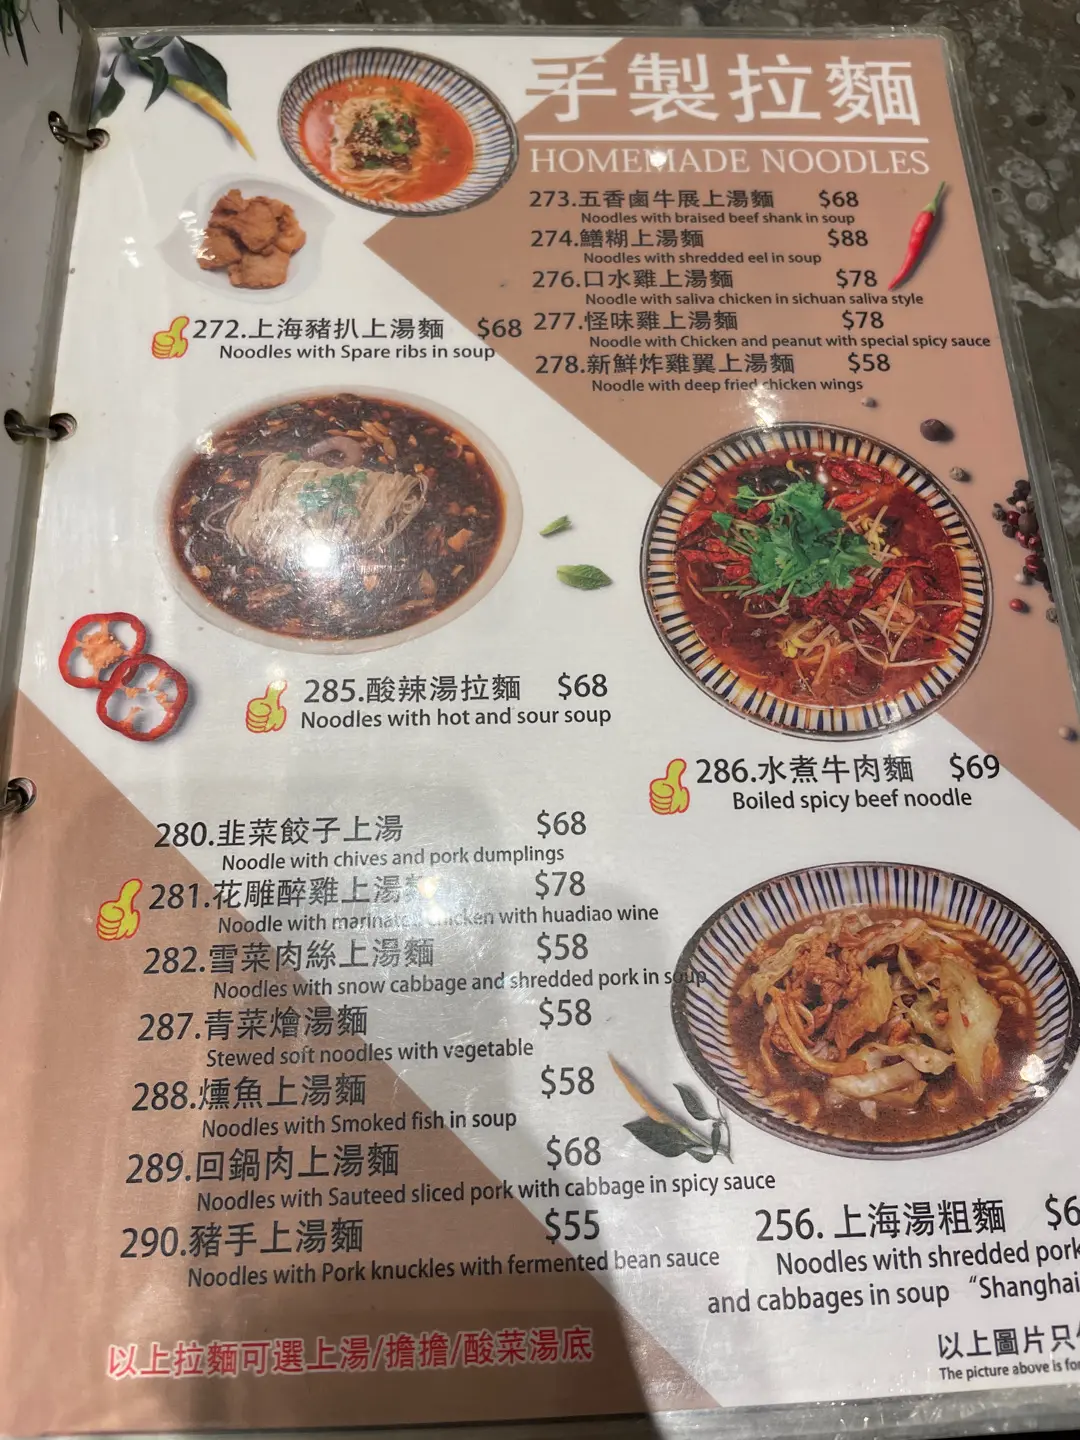 手製拉麵
HOMEMADE NOODLES
273.五香鹵牛展上湯麵 $68
Noodles with braised beef shank in soup
274.鱔糊上湯麵 $88
Noodles with shredded eel in soup
276.口水雞上湯麵 $78
Noodle with saliva chicken in sichuan saliva style
277.怪味雞上湯麵 $78
Noodle with Chicken and peanut with special spicy sauce
278.新鮮炸雞翼上湯麵 $58
Noodle with deep fried chicken wings
272.上海豬扒上湯麵 $68
Noodles with Spare ribs in soup
285.酸辣湯拉麵 $68
Noodles with hot and sour soup
286.水煮牛肉麵 $69
Boiled spicy beef noodle
280.韭菜餃子上湯 $68
Noodle with chives and pork dumplings
281.花雕醉雞上湯 $78
Noodle with chicken with huadiao wine
282.雪菜肉絲上湯麵 $58
Noodles with snow cabbage and shredded pork in soup
287.青菜燴湯麵 $58
Stewed soft noodles with vegetable
288.燻魚上湯麵 $58
Noodles with Smoked fish in soup
289.回鍋肉上湯麵 $68
Noodles with Sauteed sliced pork with cabbage in spicy sauce
290.豬手上湯麵 $55
Noodles with Pork knuckles with fermented bean sauce
256. 上海湯粗麵 $6
Noodles with shredded pork
and cabbages in soup “Shanghai
以上拉麵可選上湯/擔擔/酸菜湯底
以上圖片只
The picture above is for